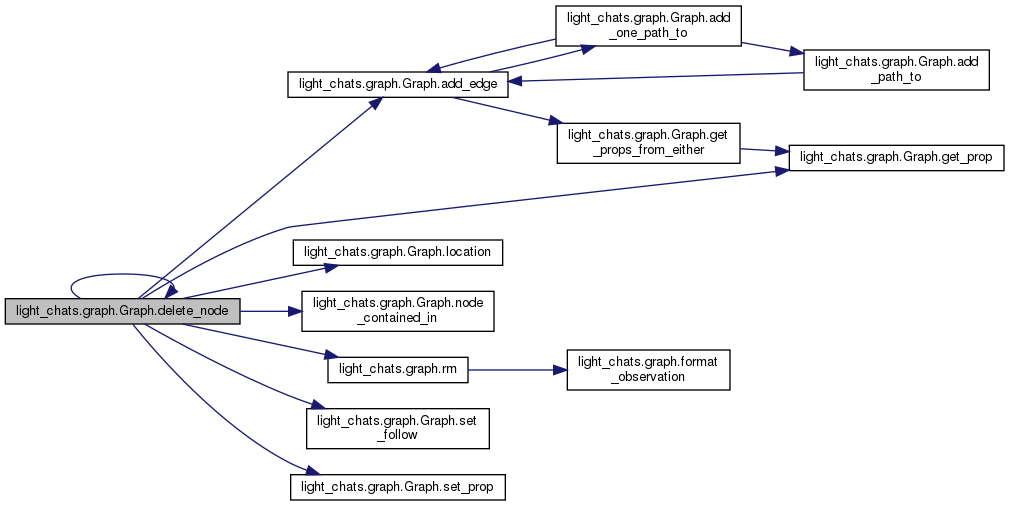 light_chats.graph.Graph.add
_one_path_to
light_chats.graph.Graph.add
_path_to
light_chats.graph.Graph.add_edge
light_chats.graph.Graph.get
_props_from_either
light_chats.graph.Graph.get_prop
light_chats.graph.Graph.location
light_chats.graph.Graph.delete_node
light_chats.graph.Graph.node
_contained_in
light_chats.graph.rm
light_chats.graph.format
_observation
light_chats.graph.Graph.set
_follow
light_chats.graph.Graph.set_prop